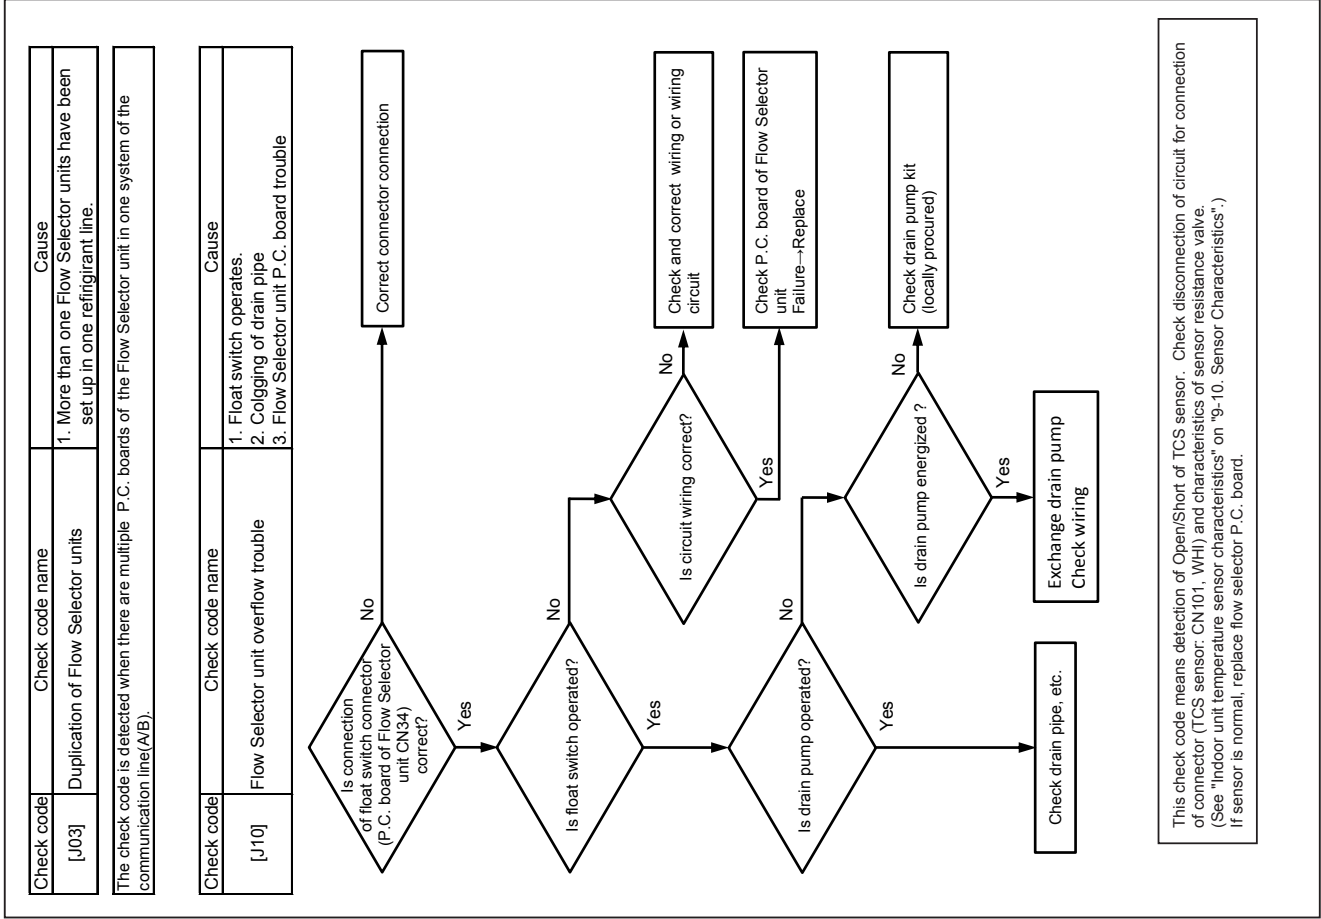 Check code
Check code name
Cause
[J03]
Duplication of Flow Selector units
1. More than one Flow Selector units have been
set up in one refirigirant line.
The check code is detected when there are multiple P.C. boards of the Flow Selector unit in one system of the
communication line(A/B).
Check code
Check code name
Cause
[J10]
Flow Selector unit overflow trouble
1. Float switch operates.
2. Colgging of drain pipe
3. Flow Selector unit P.C. board trouble
Is connection
of float switch connector
(P.C. board of Flow Selector
unit CN34)
correct?
No
Correct connector connection
Yes
Is float switch operated?
No
Is circuit wiring correct?
No
Check and correct wiring or wiring
circuit
Yes
Check P.C. board of Flow Selector
unit
Failure→Replace
Yes
Is drain pump operated?
No
Is drain pump energized ?
No
Check drain pump kit
(locally procured)
Yes
Exchange drain pump
Check wiring
Yes
Check drain pipe, etc.
This check code means detection of Open/Short of TCS sensor. Check disconnection of circuit for connection
of connector (TCS sensor: CN101, WHI) and characteristics of sensor resistance valve.
(See "Indoor unit temperature sensor characteristics" on "9-10. Sensor Characteristics".)
If sensor is normal, replace flow selector P.C. board.